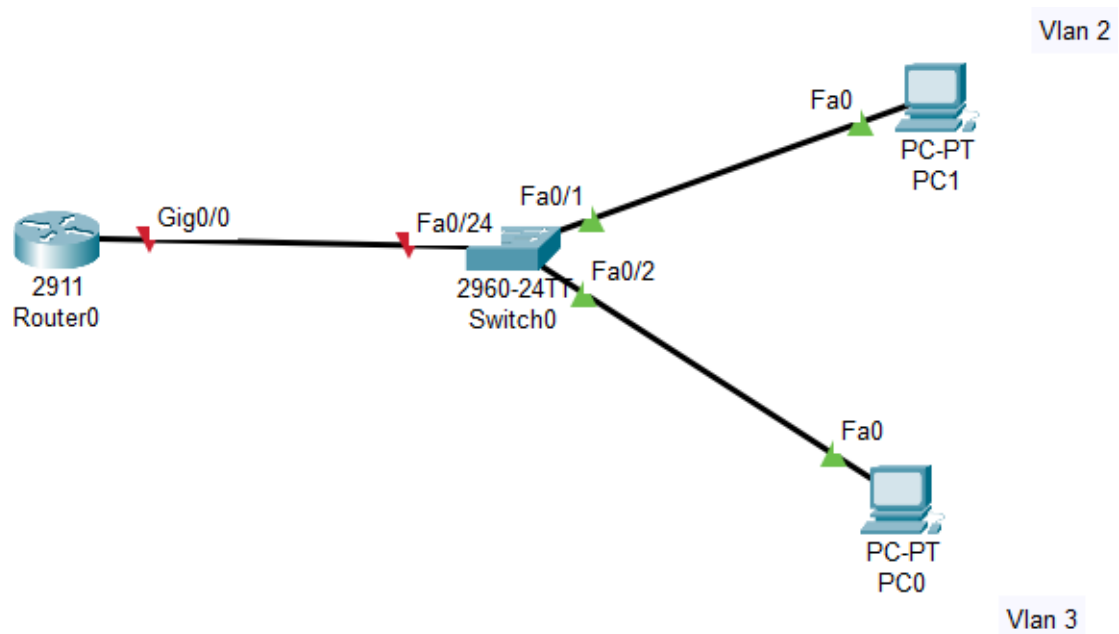 Vlan 2
Fa0
PC-PT
PC1
Fa0/1
Gig0/0
Fa0/24
2911
Router0
2960-24TT
Switch0
Fa0/2
Fa0
PC-PT
PC0
Vlan 3